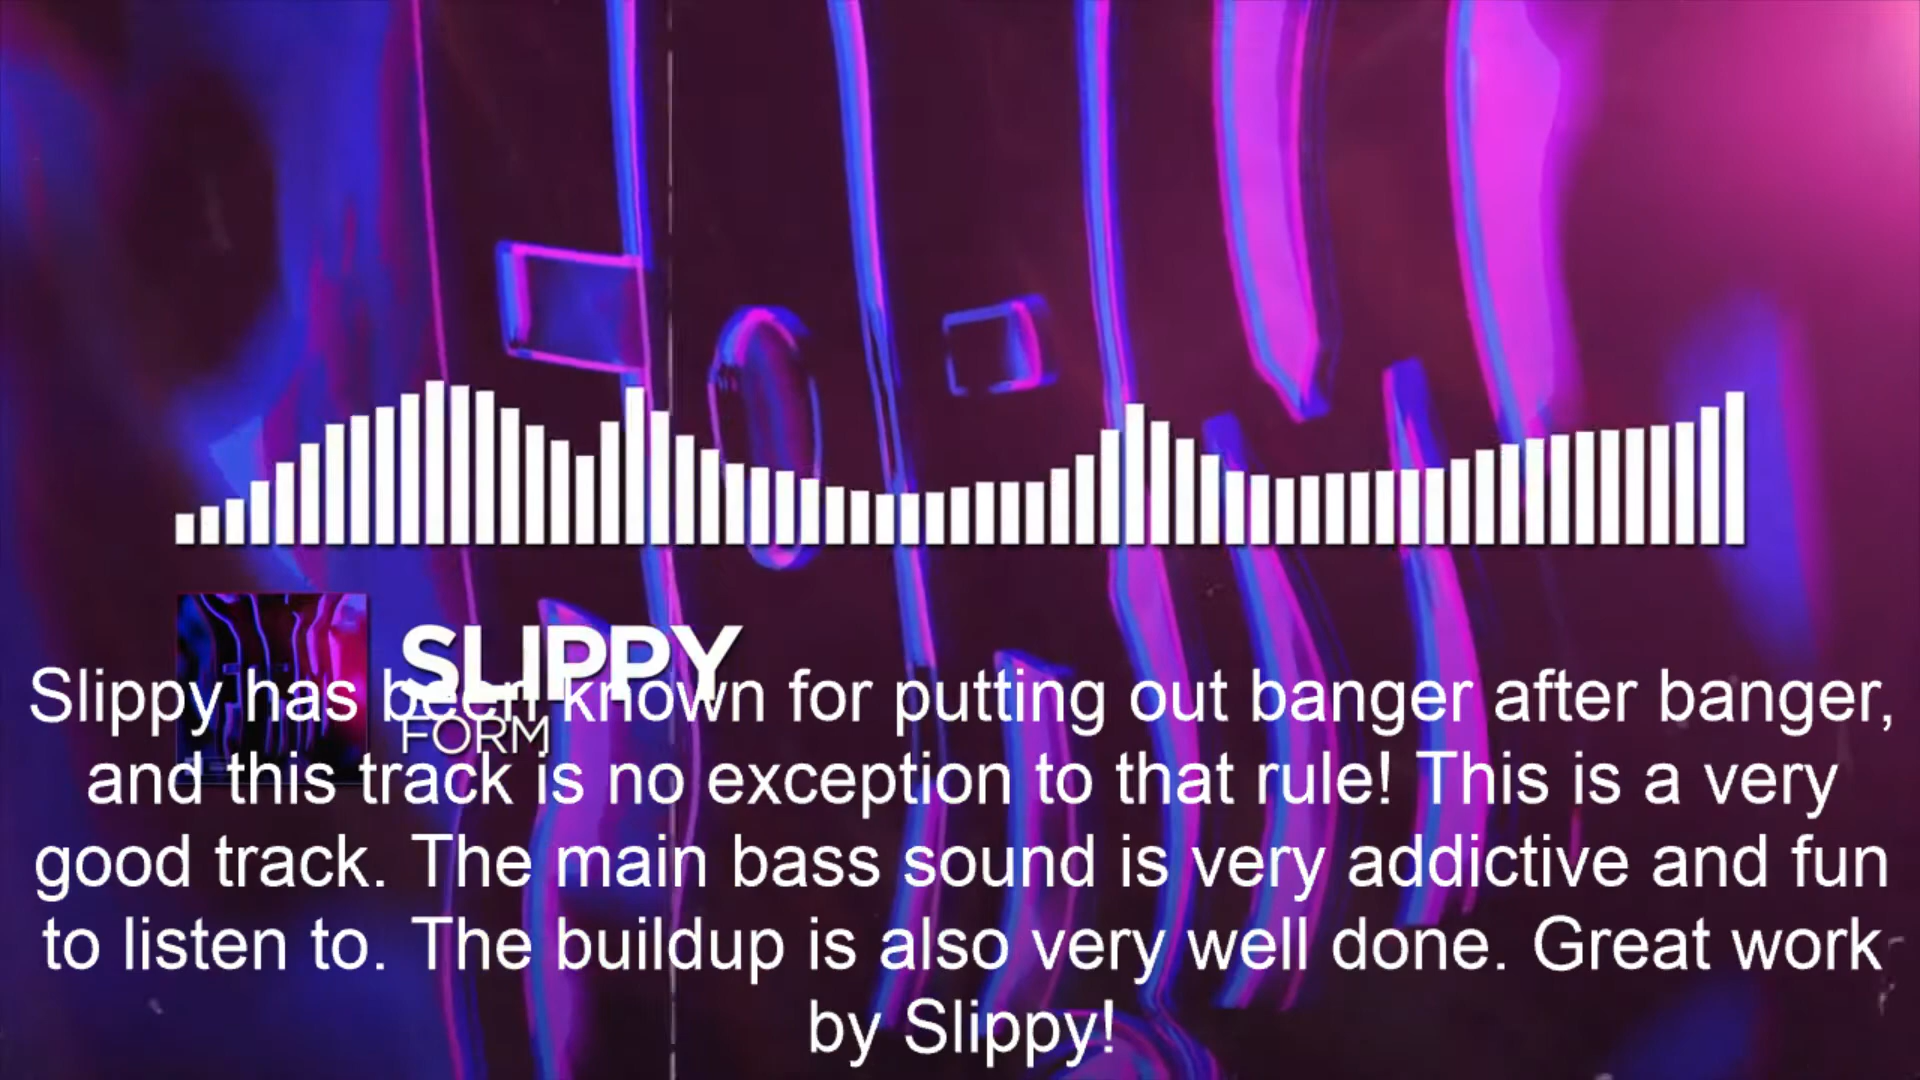 SLIPPY
FORM
Slippy has been known for putting out banger after banger,
and this track is no exception to that rule! This is a very
good track. The main bass sound is very addictive and fun
to listen to. The buildup is also very well done. Great work
by Slippy!